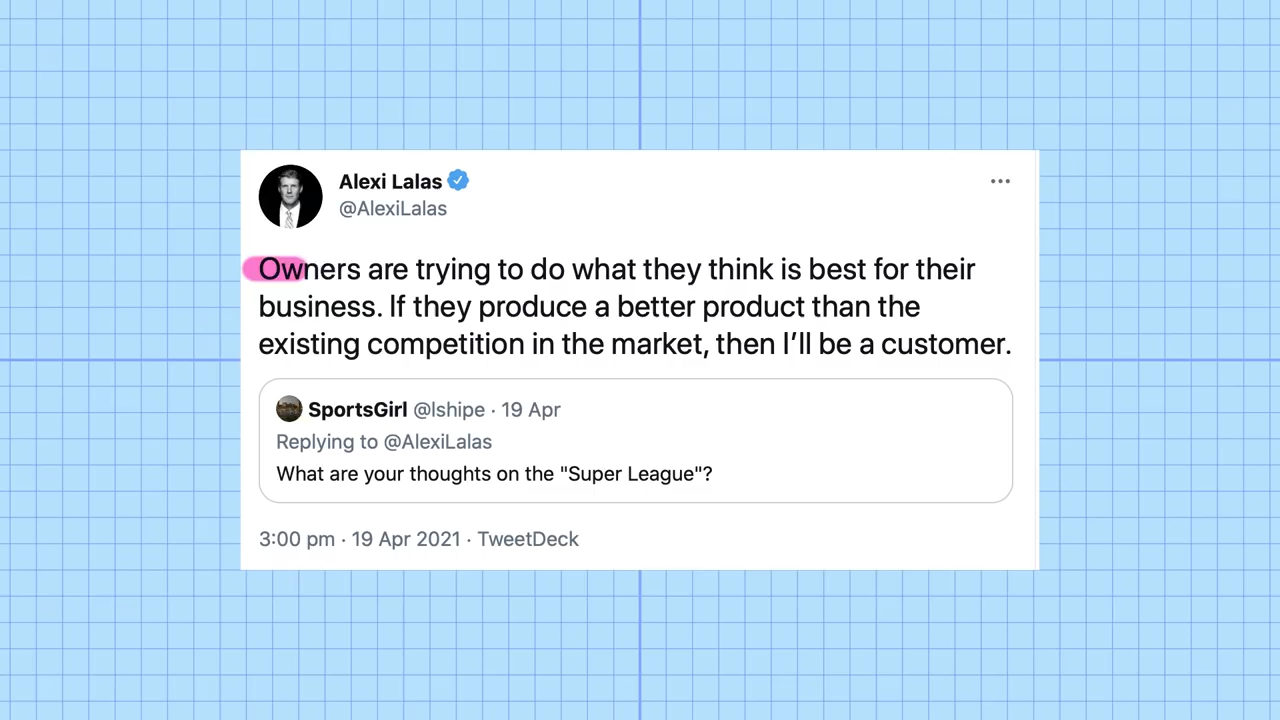 Alexi Lalas
@AlexiLalas
Owners are trying to do what they think is best for their
business. If they produce a better product than the
existing competition in the market, then I’ll be a customer.
SportsGirl @lshipe · 19 Apr
Replying to @AlexiLalas
What are your thoughts on the "Super League"?
3:00 pm · 19 Apr 2021 · TweetDeck